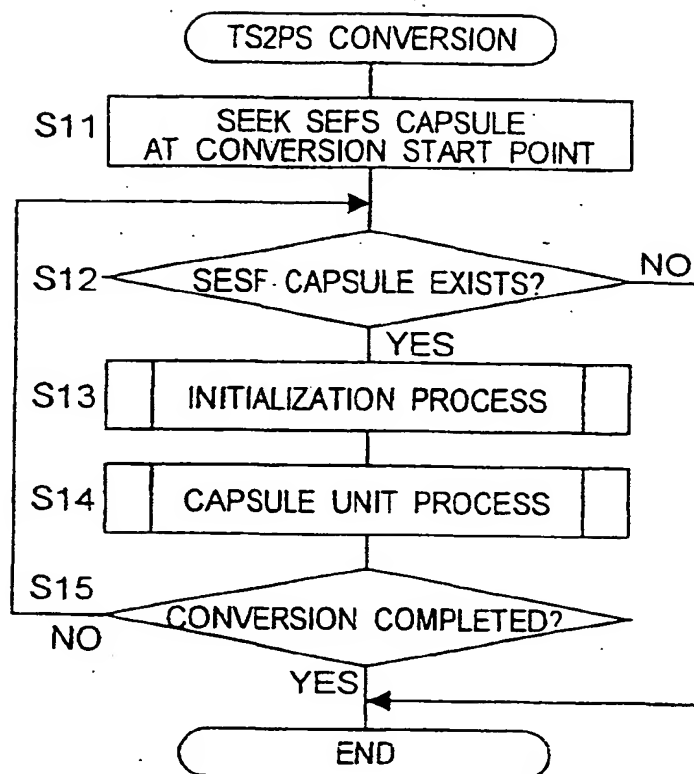 TS2PS CONVERSION
S11
SEEK SEFS CAPSULE
AT CONVERSION START POINT
S12
SESF CAPSULE EXISTS?
NO
YES
S13
INITIALIZATION PROCESS
S14
CAPSULE UNIT PROCESS
S15
CONVERSION COMPLETED?
NO
YES
END